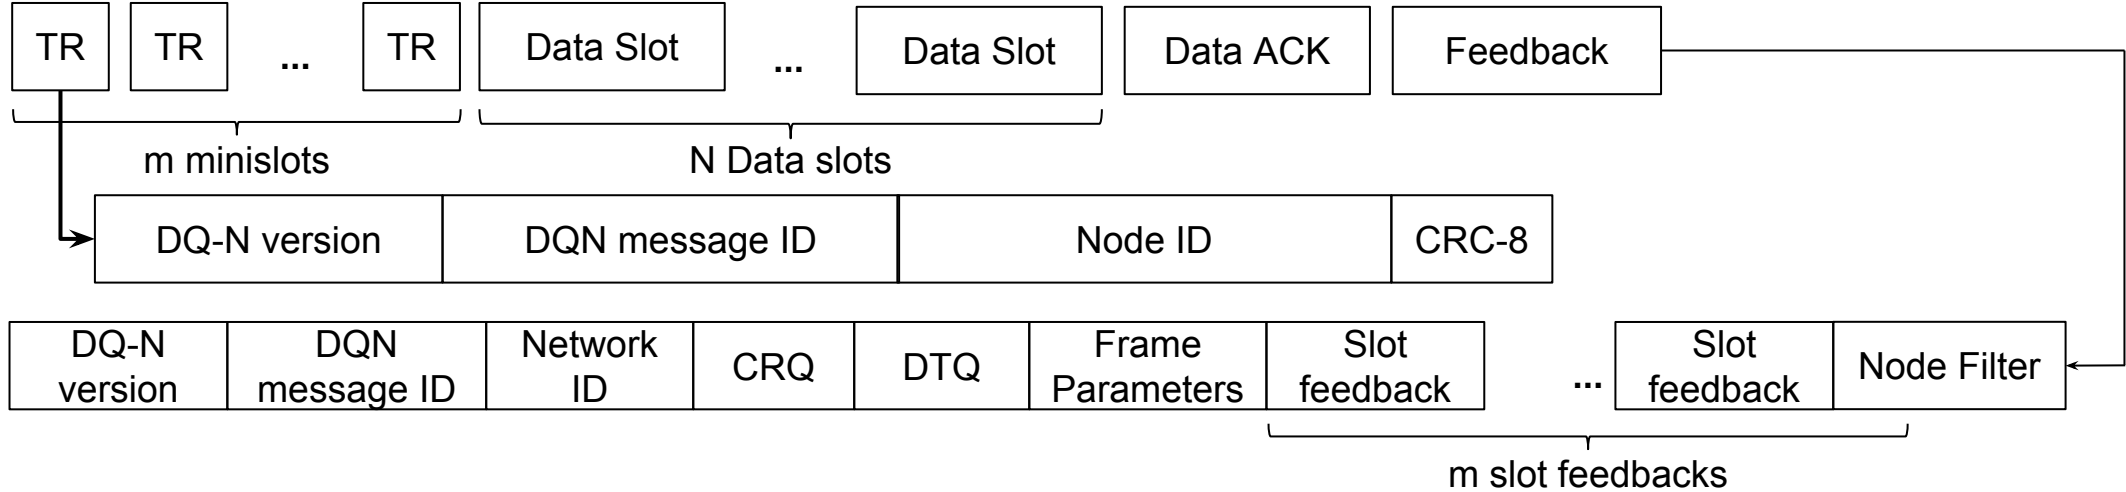 TR TR ... TR Data Slot ... Data Slot Data ACK Feedback
m minislots N Data slots
DQ-N version DQN message ID Node ID CRC-8
DQ-N version DQN message ID Network ID CRQ DTQ Frame Parameters Slot feedback ... Slot feedback Node Filter
m slot feedbacks